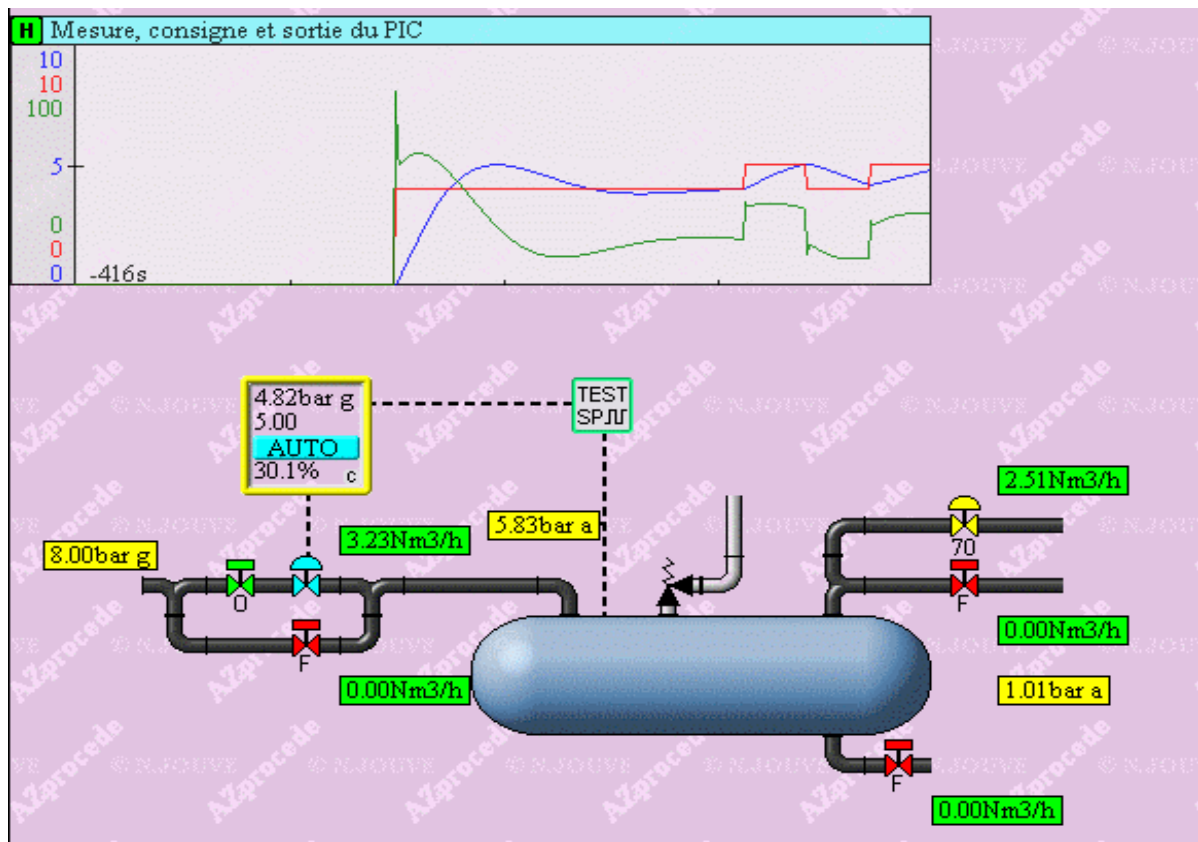 H Mesure, consigne et sortie du PIC
10
10
100
5
0
0
0
-416s
4.82bar g
5.00
AUTO
30.1% c
TEST
SP
8.00bar g
3.23Nm3/h
5.83bar a
2.51Nm3/h
70
O
F
F
0.00Nm3/h
0.00Nm3/h
1.01bar a
F
0.00Nm3/h
AZprocede
© N.JOUVE